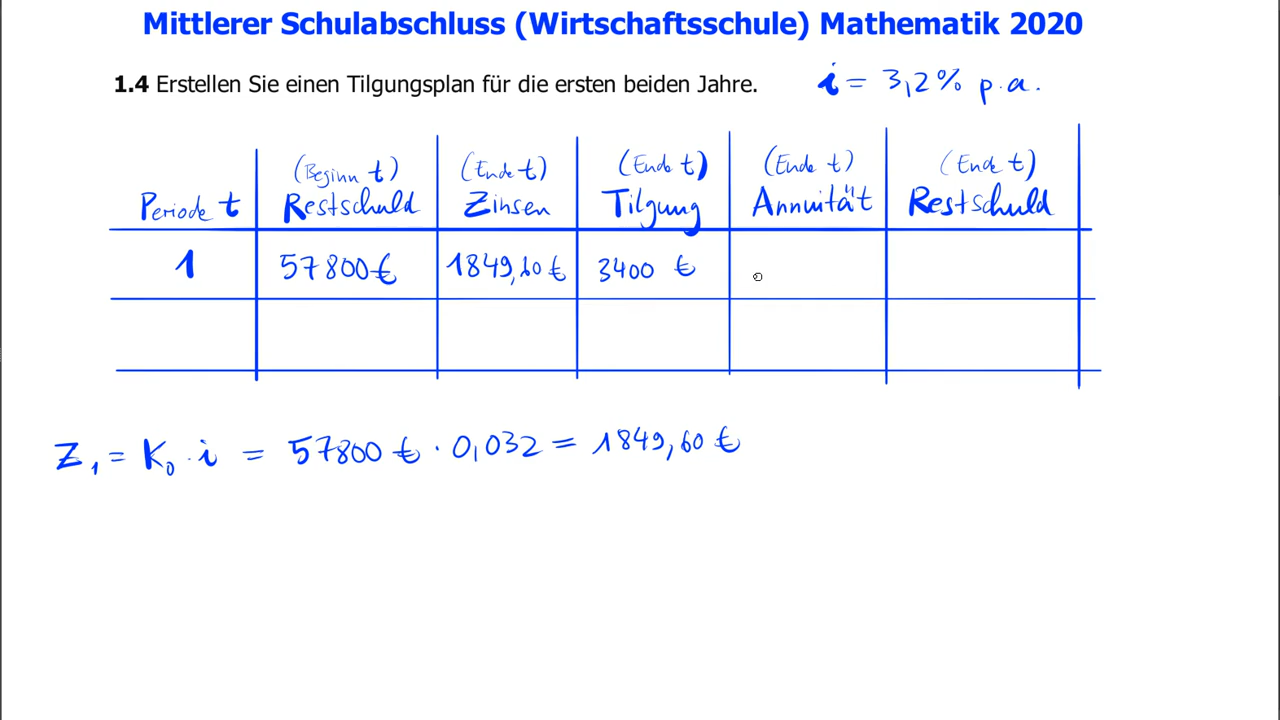 Mittlerer Schulabschluss (Wirtschaftsschule) Mathematik 2020
1.4 Erstellen Sie einen Tilgungsplan für die ersten beiden Jahre. i = 3,2% p.a.
(Beginn t) (Ende t) (Ende t) (Ende t) (Ende t)
Periode t Restschuld Zinsen Tilgung Annuität Restschuld
1 57800 € 1849,60 € 3400 €
Z₁ = K₀ · i = 57800 € · 0,032 = 1849,60 €